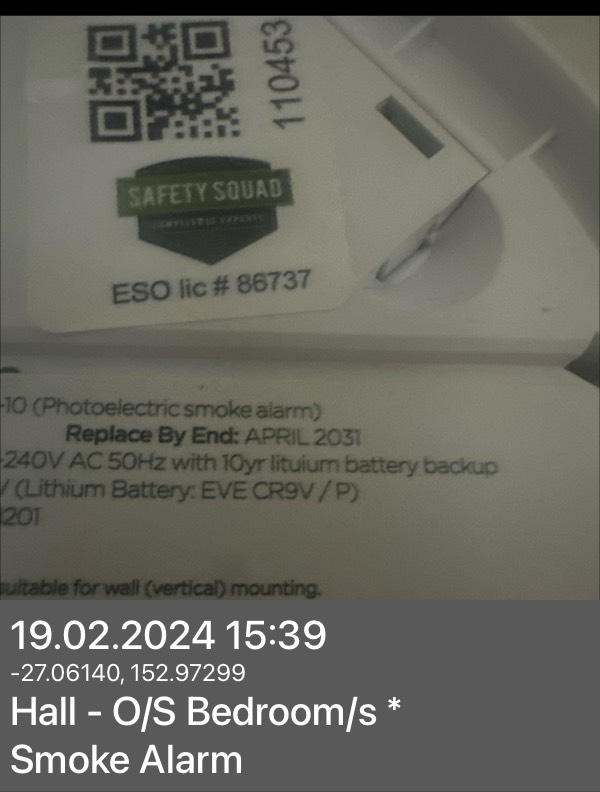 110453
SAFETY SQUAD
ESO lic # 86737
-10 (Photoelectric smoke alarm)
Replace By End: APRIL 2031
-240V AC 50Hz with 10yr lituium battery backup
/ (Lithium Battery: EVE CR9V / P)
1201
suitable for wall (vertical) mounting.
19.02.2024 15:39
-27.06140, 152.97299
Hall - O/S Bedroom/s *
Smoke Alarm